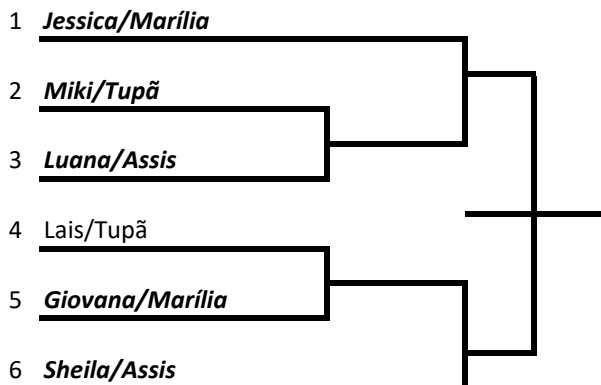 1 Jessica/Marília
2 Miki/Tupã
3 Luana/Assis
4 Lais/Tupã
5 Giovana/Marília
6 Sheila/Assis